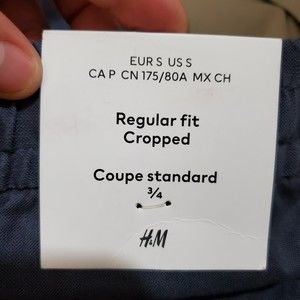 EUR S US S
CA P CN 175/80A MX CH
Regular fit
Cropped
Coupe standard
3/4
H&M